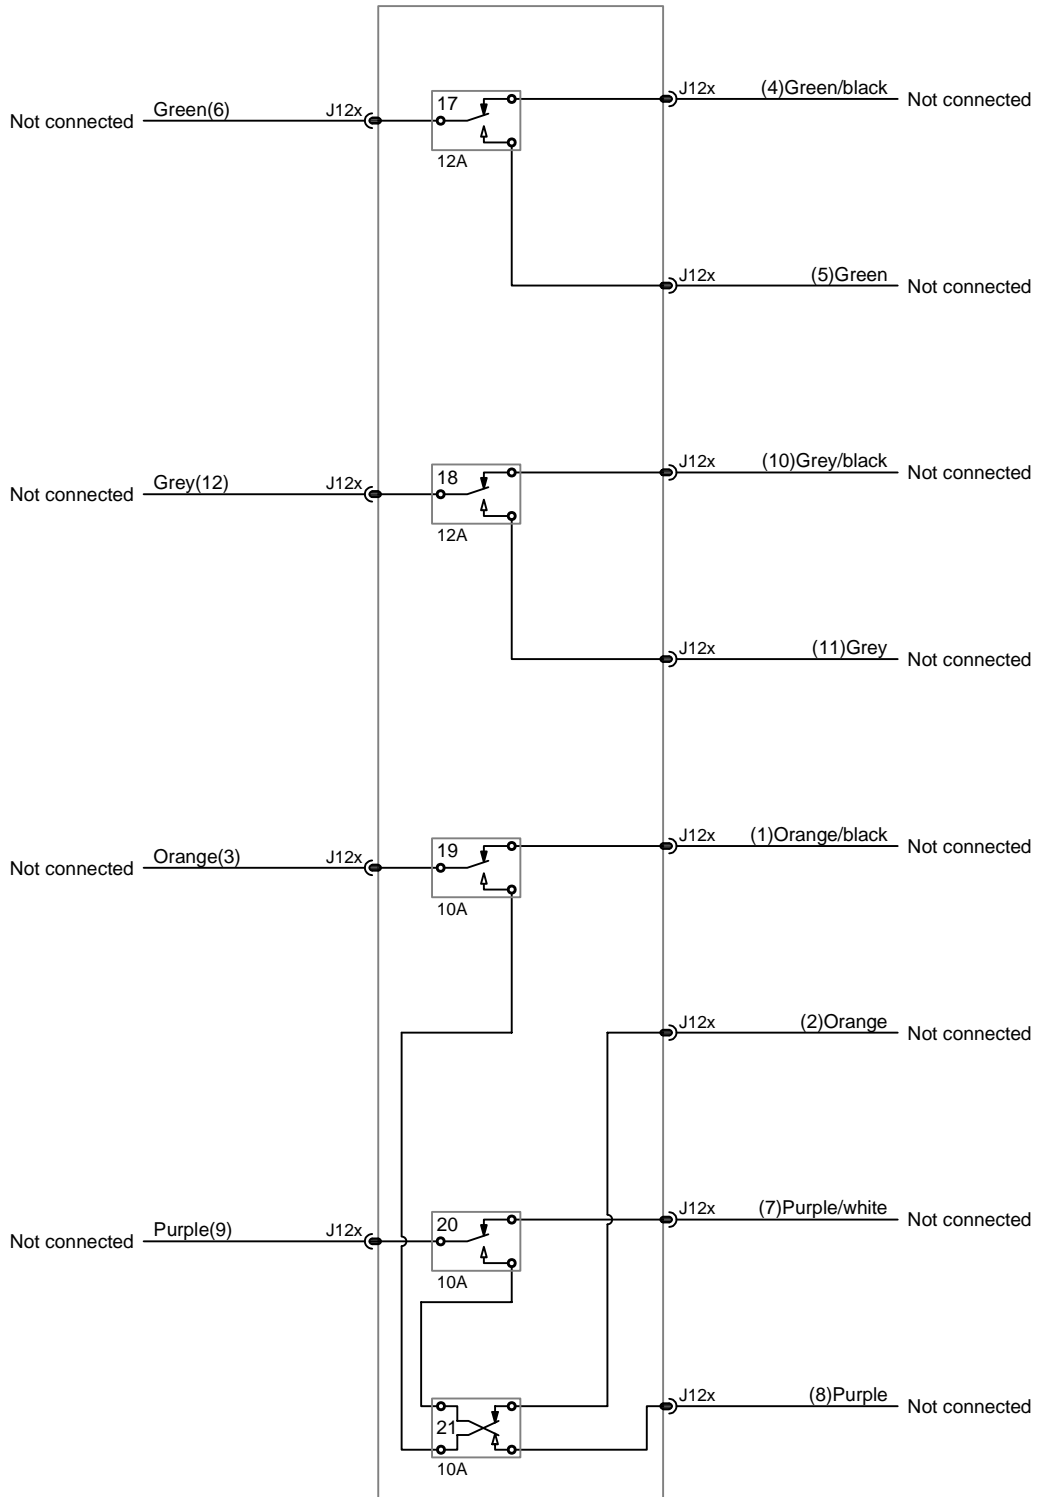 J12x (4)Green/black Not connected
Not connected Green(6) J12x 17
12A
J12x (5)Green Not connected
J12x (10)Grey/black Not connected
Not connected Grey(12) J12x 18
12A
J12x (11)Grey Not connected
J12x (1)Orange/black Not connected
Not connected Orange(3) J12x 19
10A
J12x (2)Orange Not connected
J12x (7)Purple/white Not connected
Not connected Purple(9) J12x 20
10A
J12x (8)Purple Not connected
21
10A